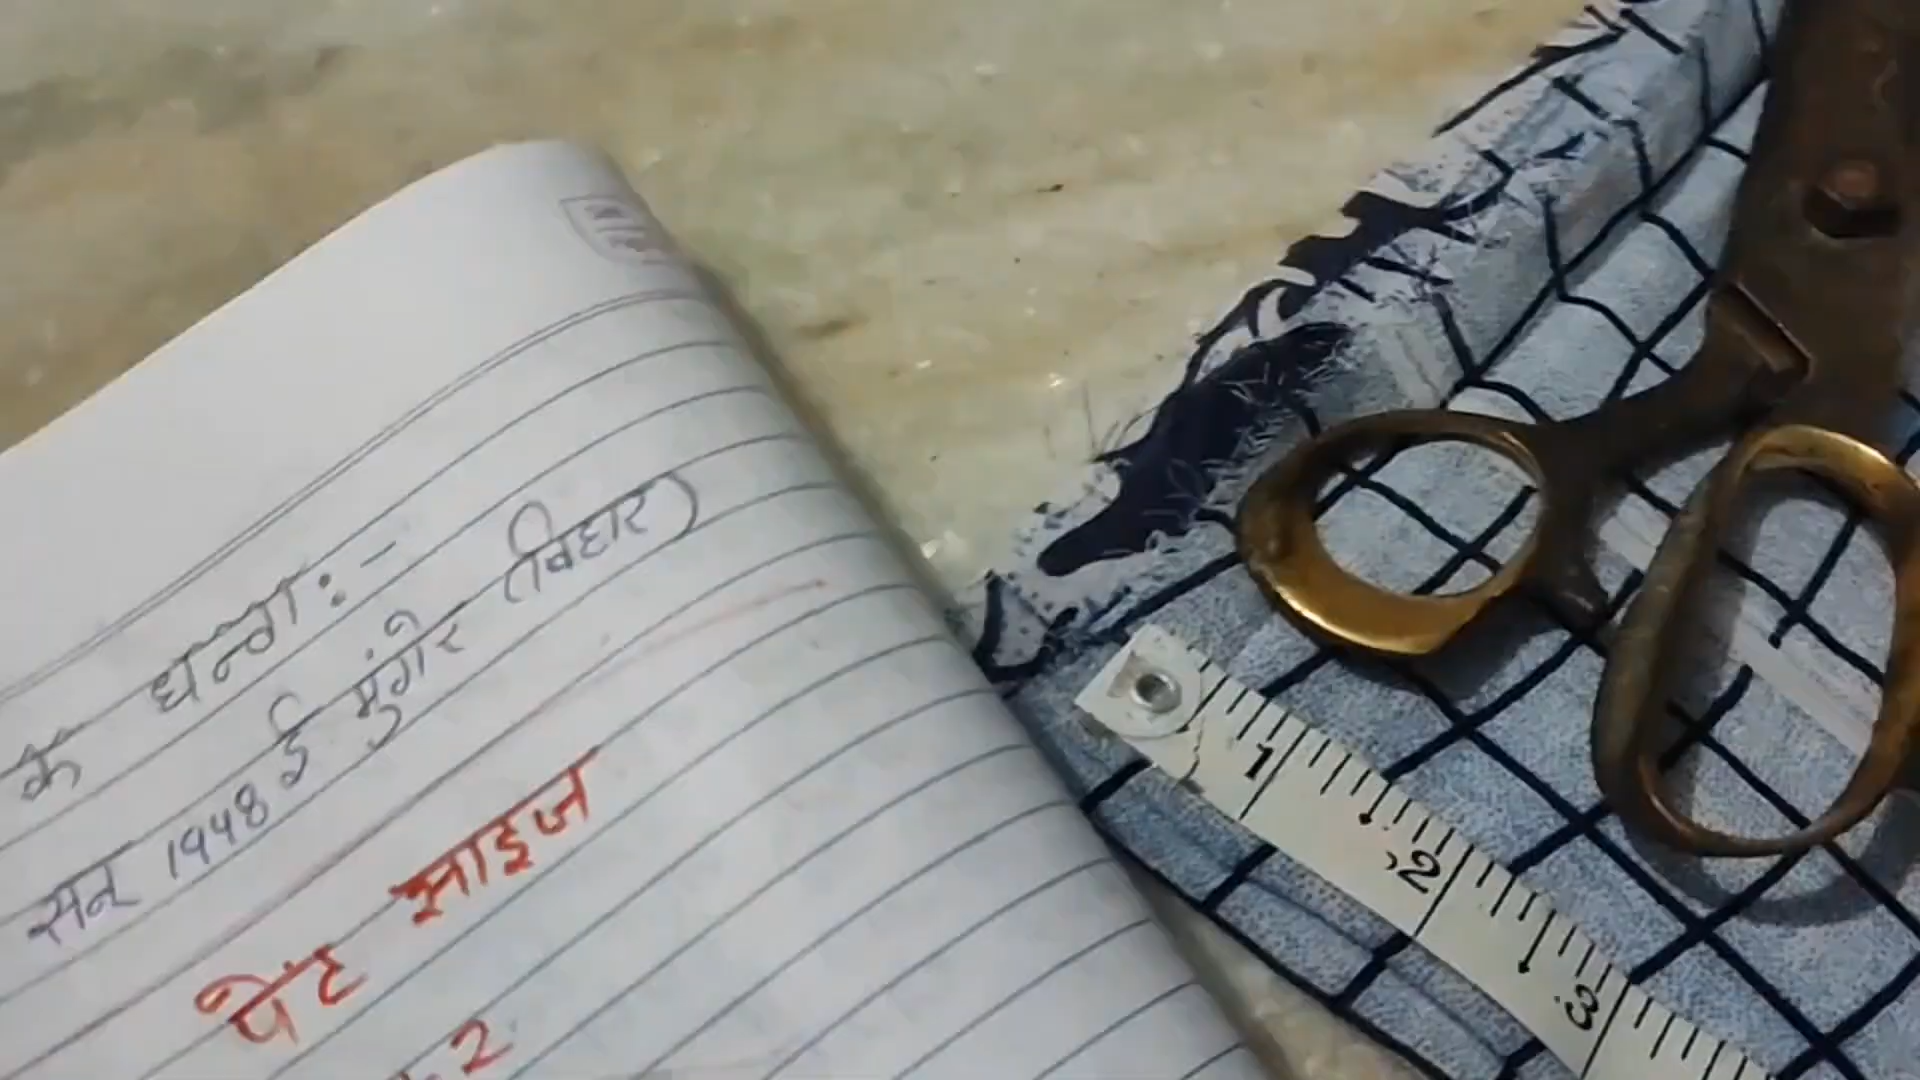 के धन्धा:-
सन 1948 ई मुंगेर (बिहार)
पेंट साइज
2
1
2
3